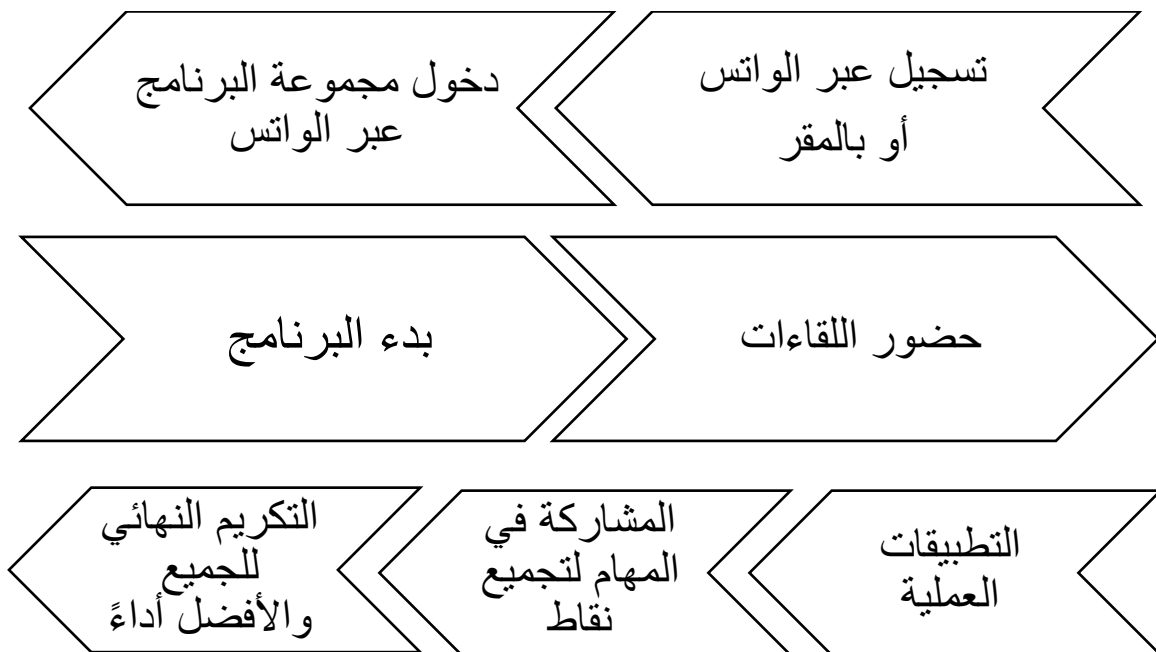 تسجيل عبر الواتس
أو بالمقر
دخول مجموعة البرنامج
عبر الواتس
بدء البرنامج
حضور اللقاءات
التطبيقات
العملية
المشاركة في
المهام لتجميع
نقاط
التكريم النهائي
للجميع
والأفضل أداءً